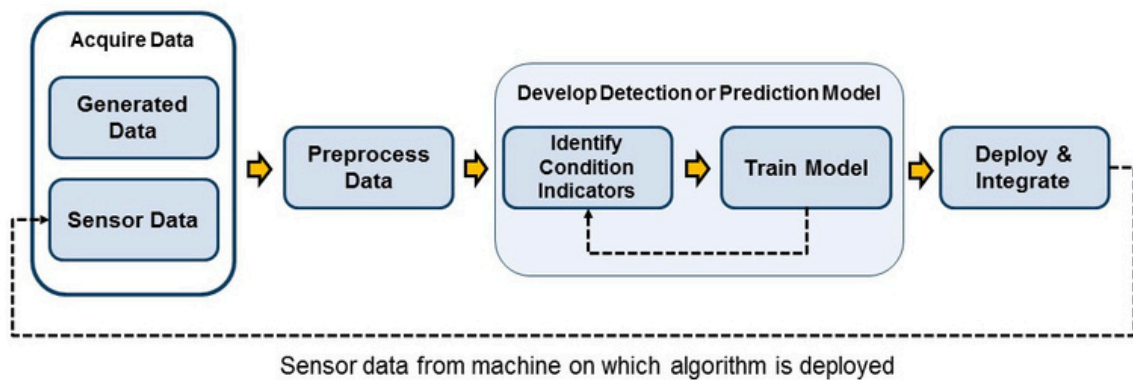 Acquire Data
Generated
Data
Sensor Data
Preprocess
Data
Develop Detection or Prediction Model
Identify
Condition
Indicators
Train Model
Deploy &
Integrate
Sensor data from machine on which algorithm is deployed